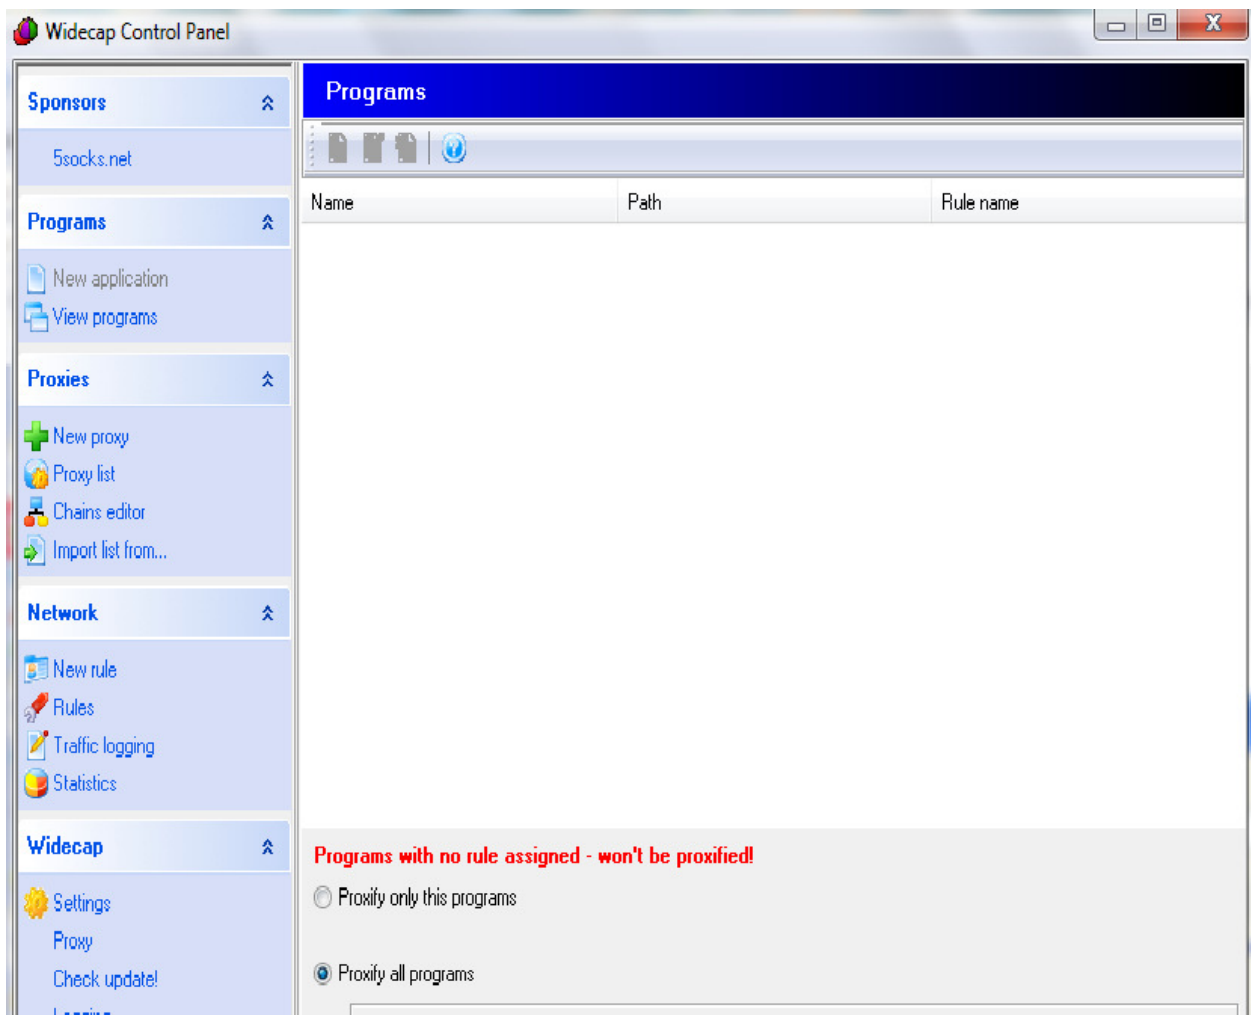 Widecap Control Panel
Sponsors
5socks.net
Programs
New application
View programs
Proxies
New proxy
Proxy list
Chains editor
Import list from...
Network
New rule
Rules
Traffic logging
Statistics
Widecap
Settings
Proxy
Check update!
Programs
Name Path Rule name
Programs with no rule assigned - won't be proxified!
Proxify only this programs
Proxify all programs